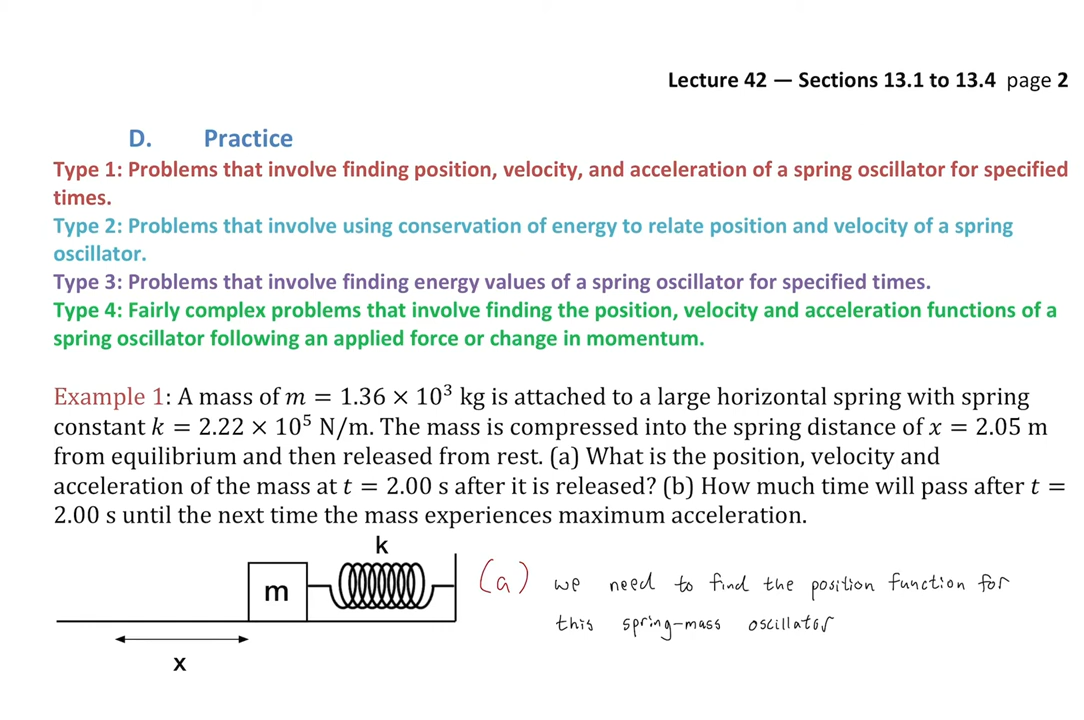 Lecture 42 — Sections 13.1 to 13.4 page 2
D. Practice
Type 1: Problems that involve finding position, velocity, and acceleration of a spring oscillator for specified
times.
Type 2: Problems that involve using conservation of energy to relate position and velocity of a spring
oscillator.
Type 3: Problems that involve finding energy values of a spring oscillator for specified times.
Type 4: Fairly complex problems that involve finding the position, velocity and acceleration functions of a
spring oscillator following an applied force or change in momentum.
Example 1: A mass of m = 1.36 × 10³ kg is attached to a large horizontal spring with spring
constant k = 2.22 × 10⁵ N/m. The mass is compressed into the spring distance of x = 2.05 m
from equilibrium and then released from rest. (a) What is the position, velocity and
acceleration of the mass at t = 2.00 s after it is released? (b) How much time will pass after t =
2.00 s until the next time the mass experiences maximum acceleration.
k
m
x
(a) we need to find the position function for
this spring-mass oscillator